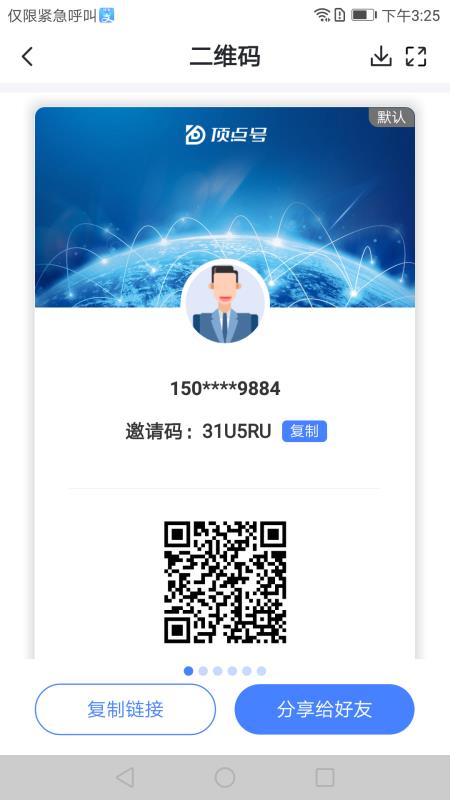 仅限紧急呼叫
下午3:25
二维码
默认
顶点号
150****9884
邀请码：31U5RU 复制
复制链接
分享给好友